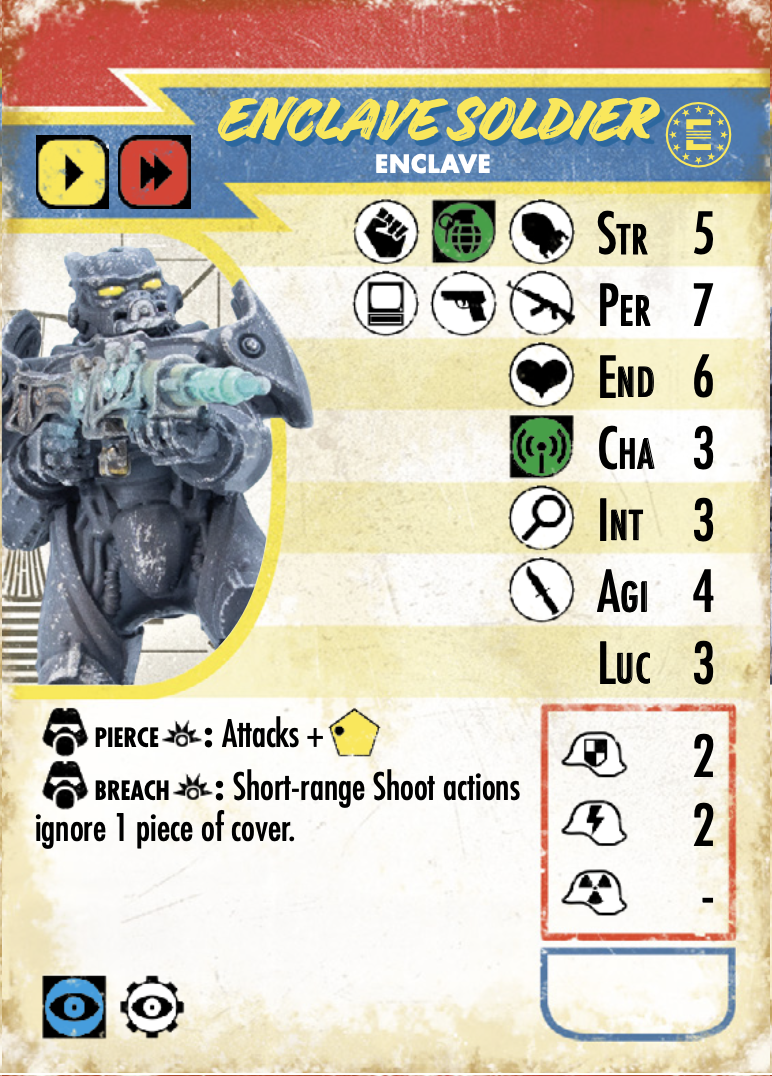 ENCLAVE SOLDIER
E
ENCLAVE
STR 5
PER 7
END 6
CHA 3
INT 3
AGI 4
LUC 3
PIERCE: Attacks +
BREACH: Short-range Shoot actions
ignore 1 piece of cover.
2
2
-